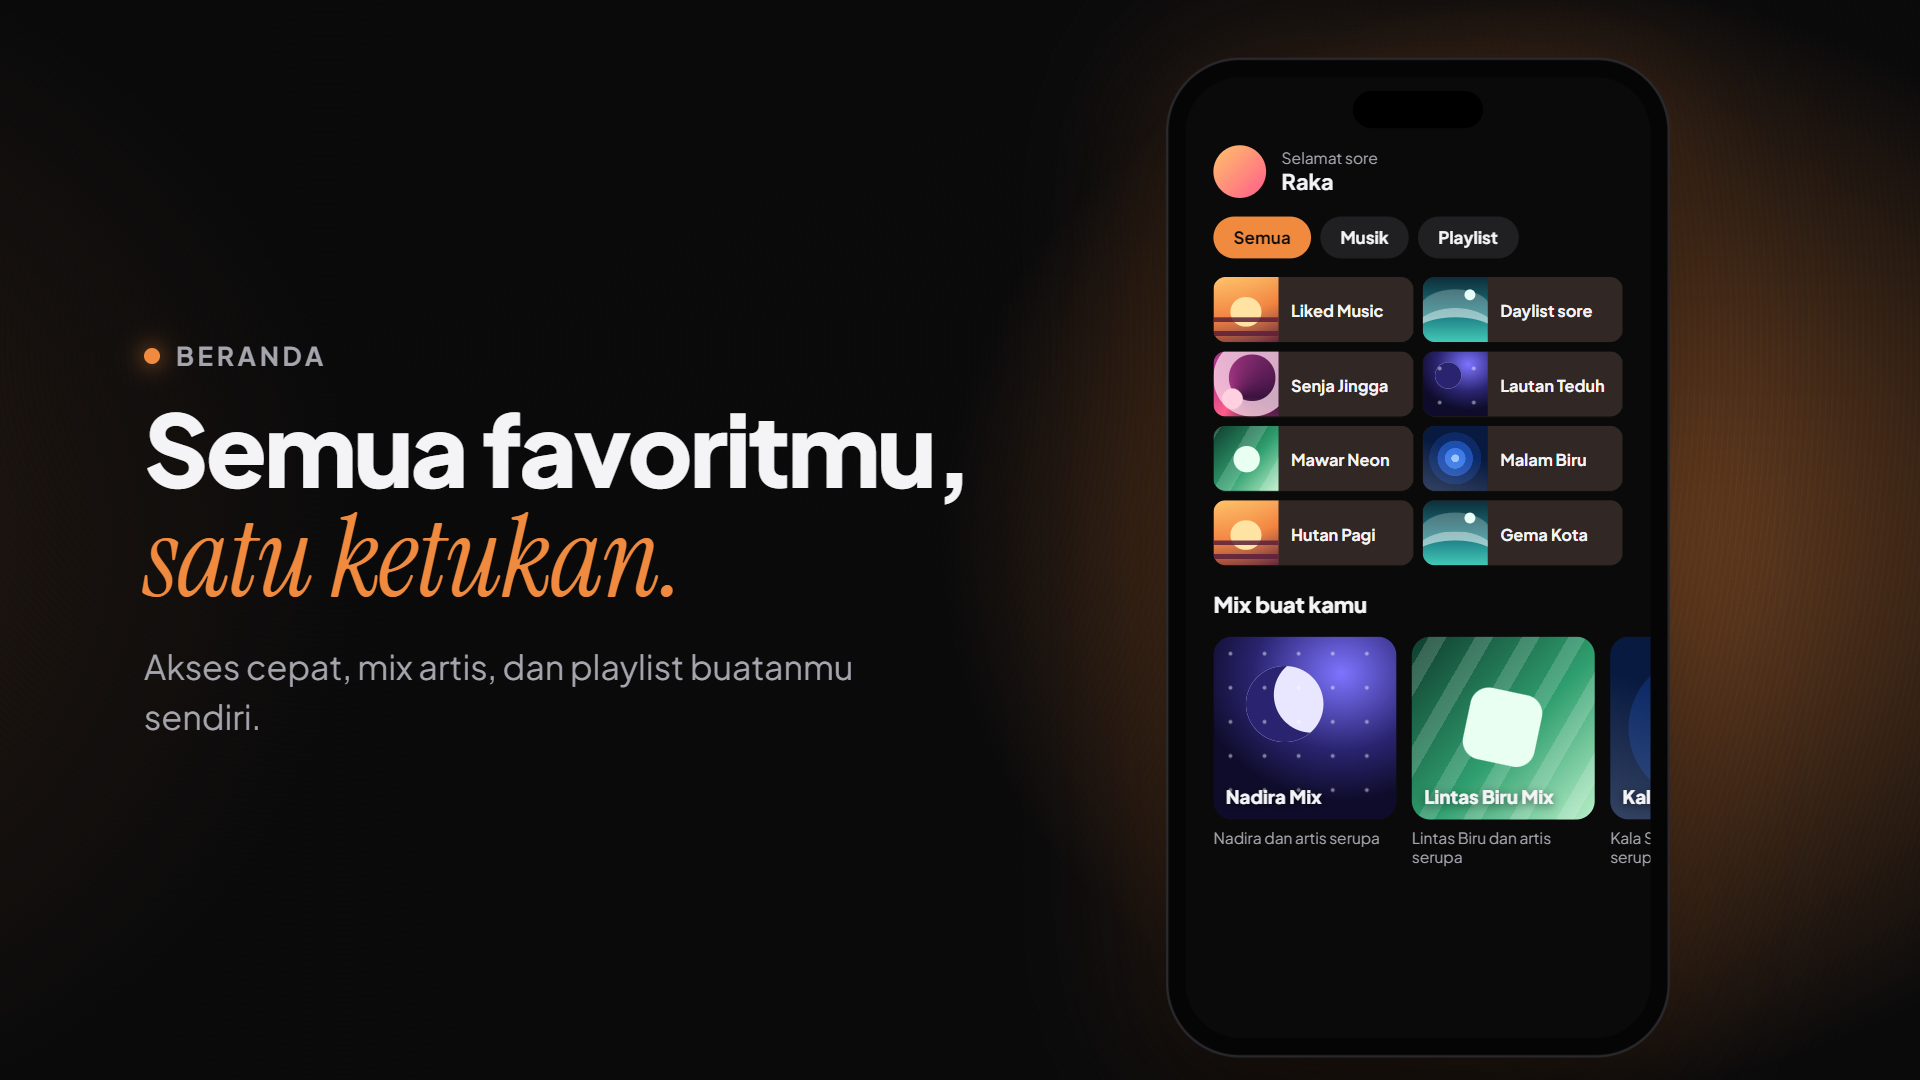 BERANDA
Semua favoritmu,
satu ketukan.
Akses cepat, mix artis, dan playlist buatanmu
sendiri.
Selamat sore
Raka
Semua
Musik
Playlist
Liked Music
Daylist sore
Senja Jingga
Lautan Teduh
Mawar Neon
Malam Biru
Hutan Pagi
Gema Kota
Mix buat kamu
Nadira Mix
Lintas Biru Mix
Nadira dan artis serupa
Lintas Biru dan artis
serupa
Kala